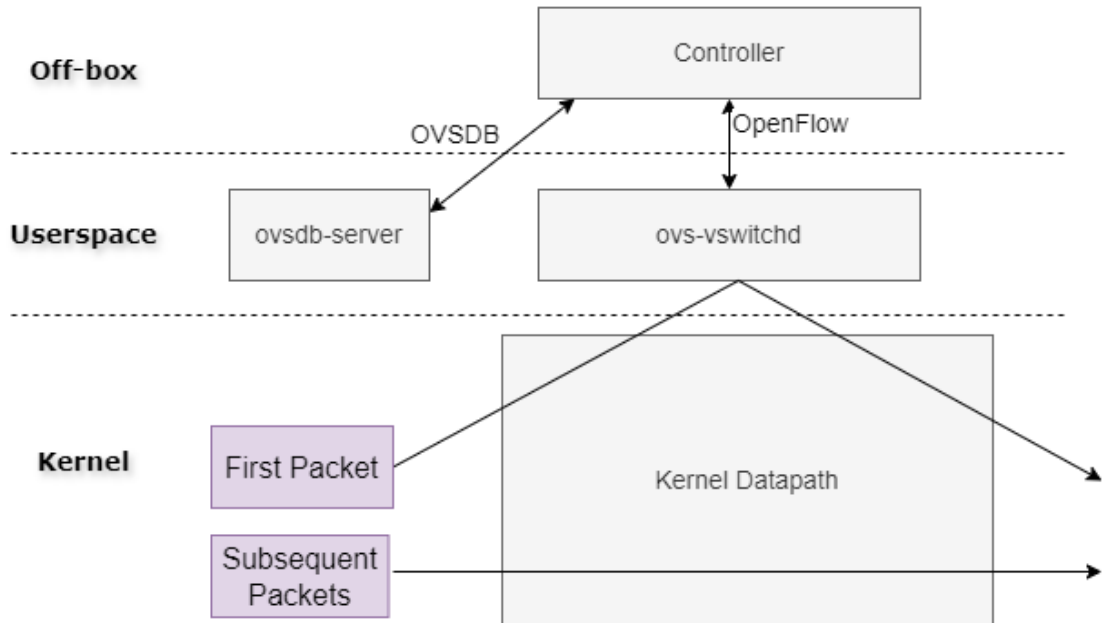 Off-box
Controller
OVSDB
OpenFlow
Userspace
ovsdb-server
ovs-vswitchd
Kernel
First Packet
Kernel Datapath
Subsequent
Packets